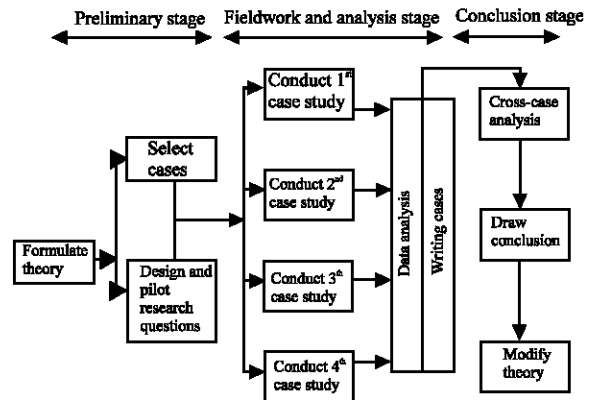 Preliminary stage
Fieldwork and analysis stage
Conclusion stage
Formulate
theory
Select
cases
Design and
pilot
research
questions
Conduct 1st
case study
Conduct 2nd
case study
Conduct 3th
case study
Conduct 4th
case study
Data analysis
Writing cases
Cross-case
analysis
Draw
conclusion
Modify
theory